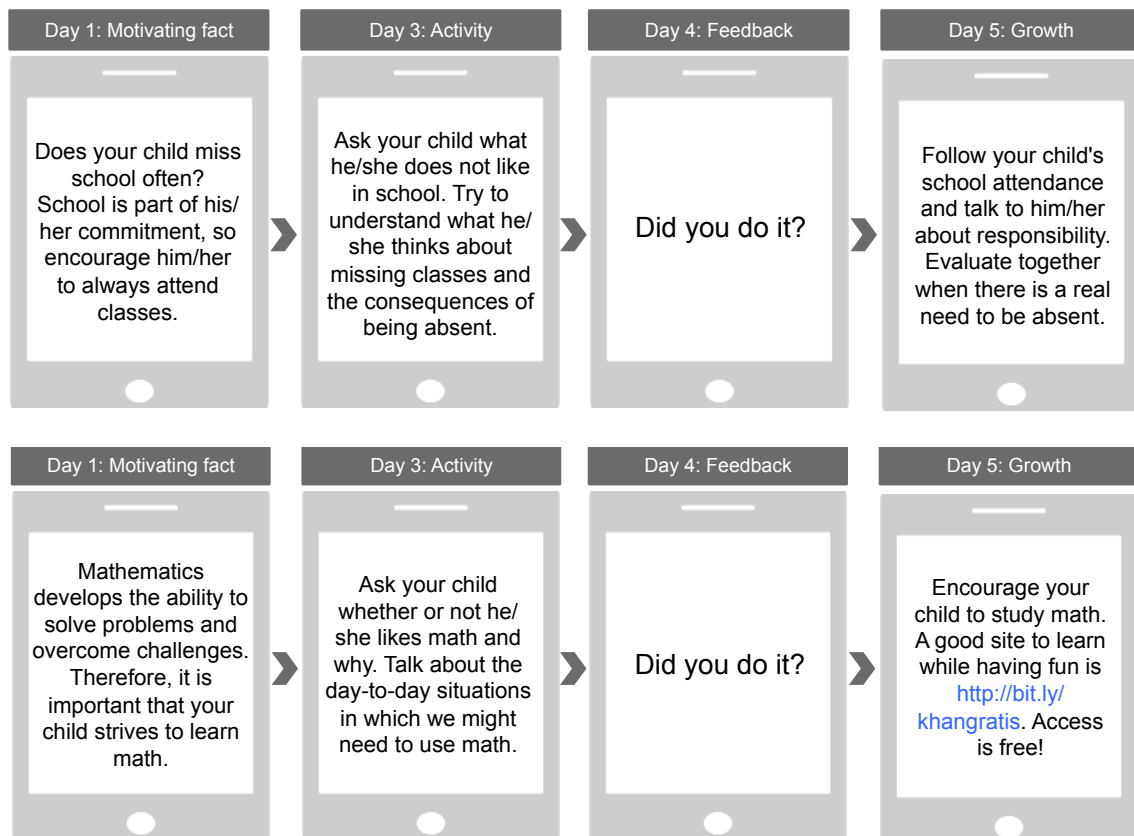 Day 1: Motivating fact
Day 3: Activity
Day 4: Feedback
Day 5: Growth
Does your child miss
school often?
School is part of his/
her commitment, so
encourage him/her
to always attend
classes.
Ask your child what
he/she does not like
in school. Try to
understand what he/
she thinks about
missing classes and
the consequences of
being absent.
Did you do it?
Follow your child's
school attendance
and talk to him/her
about responsibility.
Evaluate together
when there is a real
need to be absent.
Day 1: Motivating fact
Day 3: Activity
Day 4: Feedback
Day 5: Growth
Mathematics
develops the ability to
solve problems and
overcome challenges.
Therefore, it is
important that your
child strives to learn
math.
Ask your child
whether or not he/
she likes math and
why. Talk about the
day-to-day situations
in which we might
need to use math.
Did you do it?
Encourage your
child to study math.
A good site to learn
while having fun is
http://bit.ly/
khangratis. Access
is free!